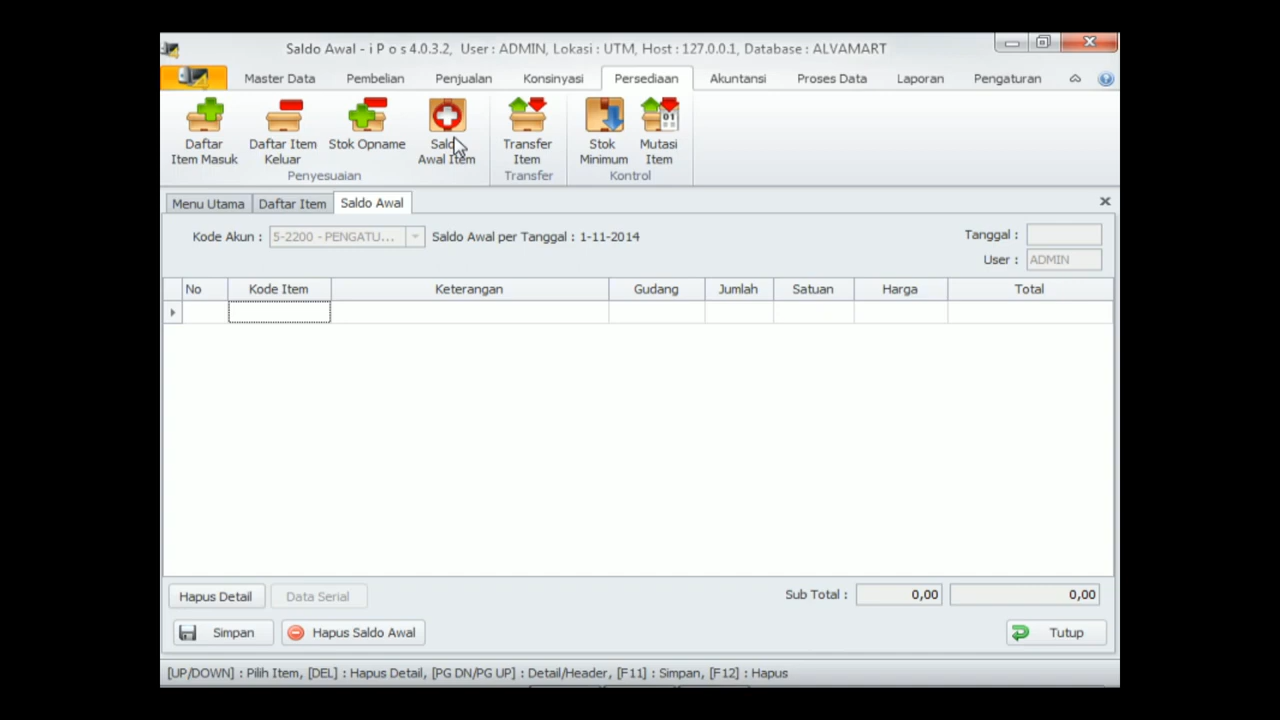 Saldo Awal - i P o s 4.0.3.2, User : ADMIN, Lokasi : UTM, Host : 127.0.0.1, Database : ALVAMART
Master Data Pembelian Penjualan Konsinyasi Persediaan Akuntansi Proses Data Laporan Pengaturan
Daftar Item Masuk
Daftar Item Keluar
Stok Opname
Saldo Awal Item
Transfer Item
Stok Minimum
01
Mutasi Item
Penyesuaian Transfer Kontrol
Menu Utama Daftar Item Saldo Awal
Kode Akun : 5-2200 - PENGATU... Saldo Awal per Tanggal : 1-11-2014 Tanggal :
User : ADMIN
No Kode Item Keterangan Gudang Jumlah Satuan Harga Total
Hapus Detail Data Serial Sub Total : 0,00 0,00
Simpan Hapus Saldo Awal Tutup
[UP/DOWN] : Pilih Item, [DEL] : Hapus Detail, [PG DN/PG UP] : Detail/Header, [F11] : Simpan, [F12] : Hapus